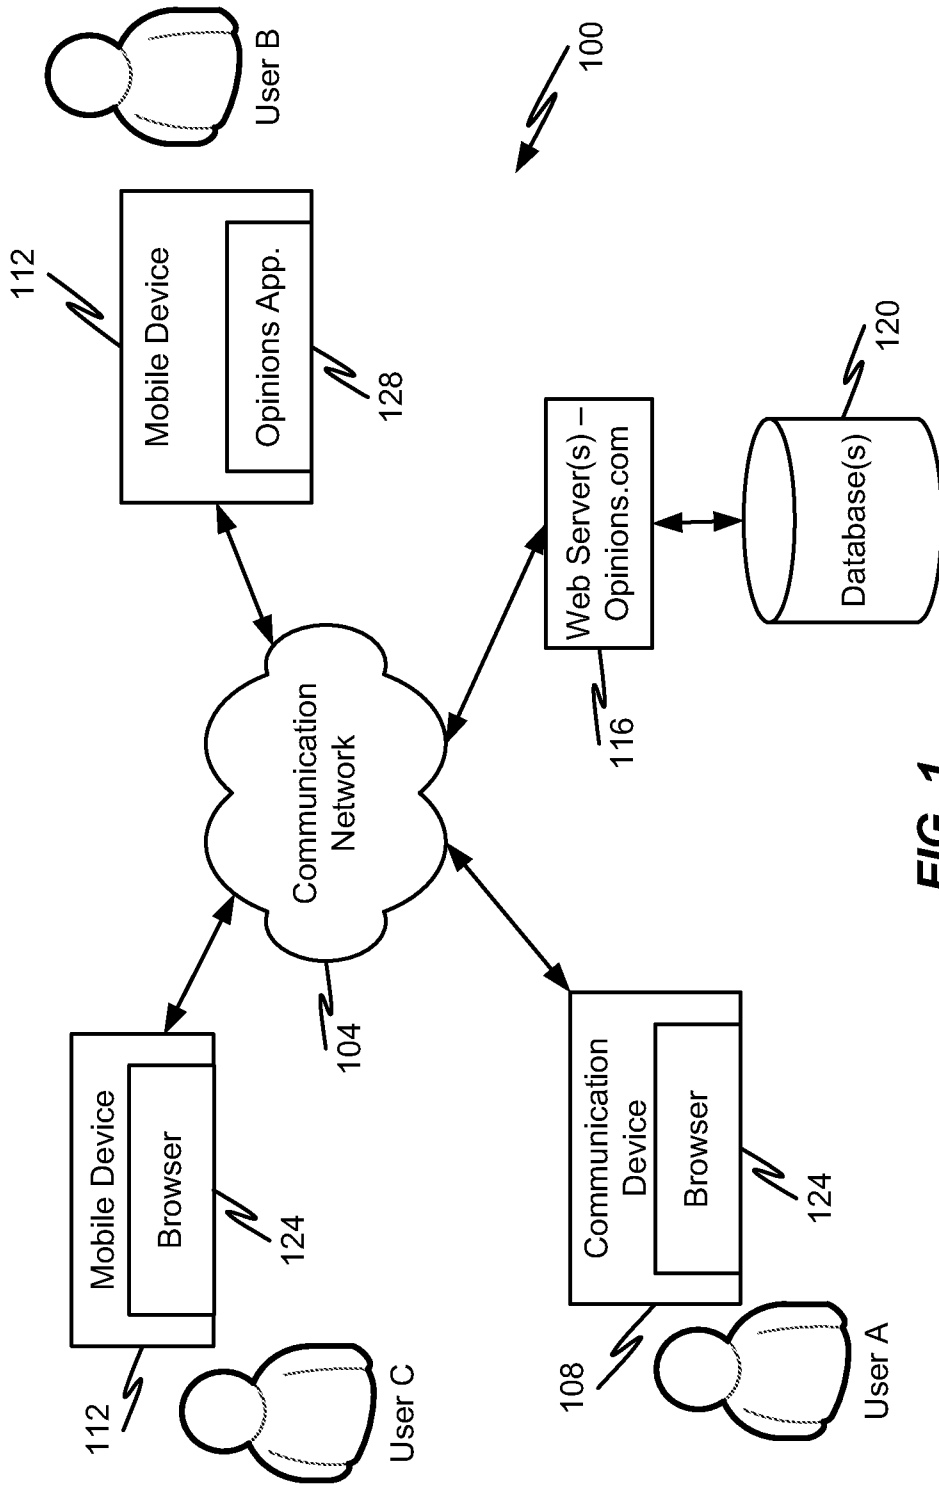 112
Mobile Device
Browser
124
User C
Mobile Device
112
Opinions App.
128
User B
Communication
Network
104
100
108
Communication
Device
Browser
124
User A
Web Server(s) –
Opinions.com
116
Database(s)
120
FIG. 1